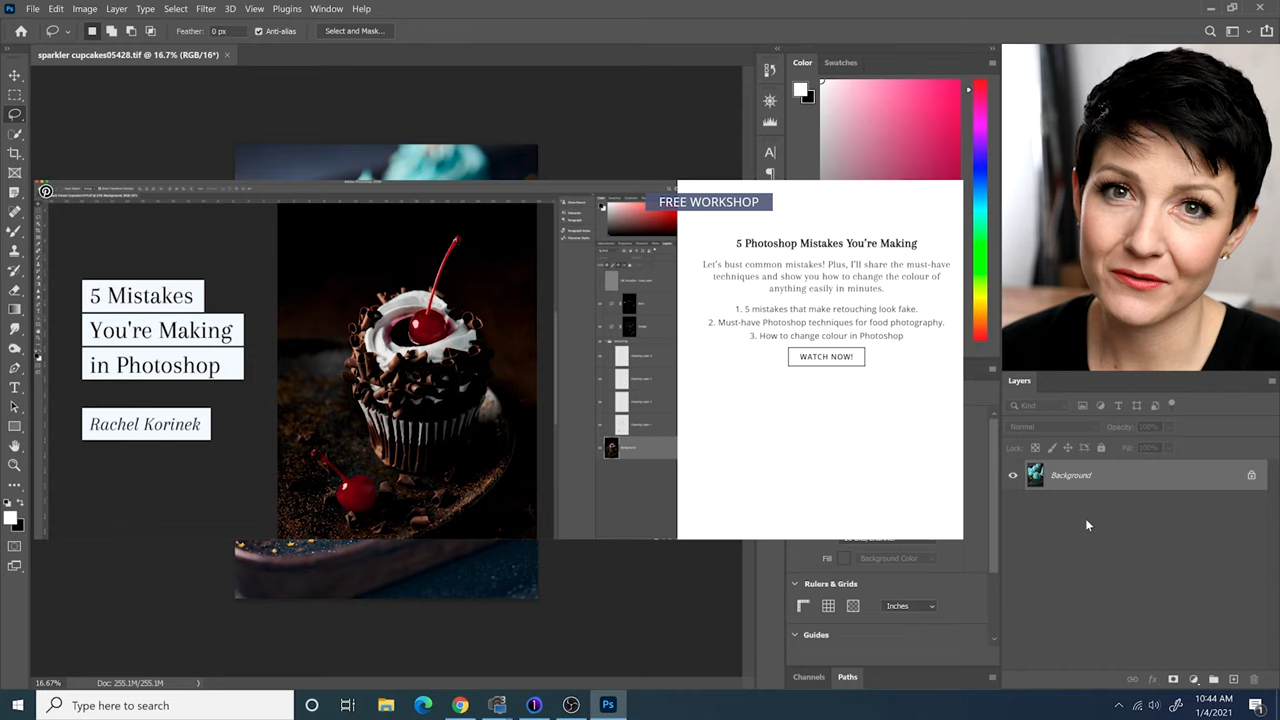 Ps File Edit Image Layer Type Select Filter 3D View Plugins Window Help
Feather: 0 px Anti-alias Select and Mask...
sparkler cupcakes05428.tif @ 16.7% (RGB/16*) ×
Color Swatches
FREE WORKSHOP
5 Photoshop Mistakes You're Making
Let's bust common mistakes! Plus, I'll share the must-have
techniques and show you how to change the colour of
anything easily in minutes.
1. 5 mistakes that make retouching look fake.
2. Must-have Photoshop techniques for food photography.
3. How to change colour in Photoshop
WATCH NOW!
5 Mistakes
You're Making
in Photoshop
Rachel Korinek
Layers
Kind
Normal Opacity: 100%
Lock: Fill: 100%
Background
Fill Background Color
Rulers & Grids
Inches
Guides
Channels Paths
16.67% Doc: 255.1M/255.1M
Type here to search
Ps
10:44 AM
1/4/2021